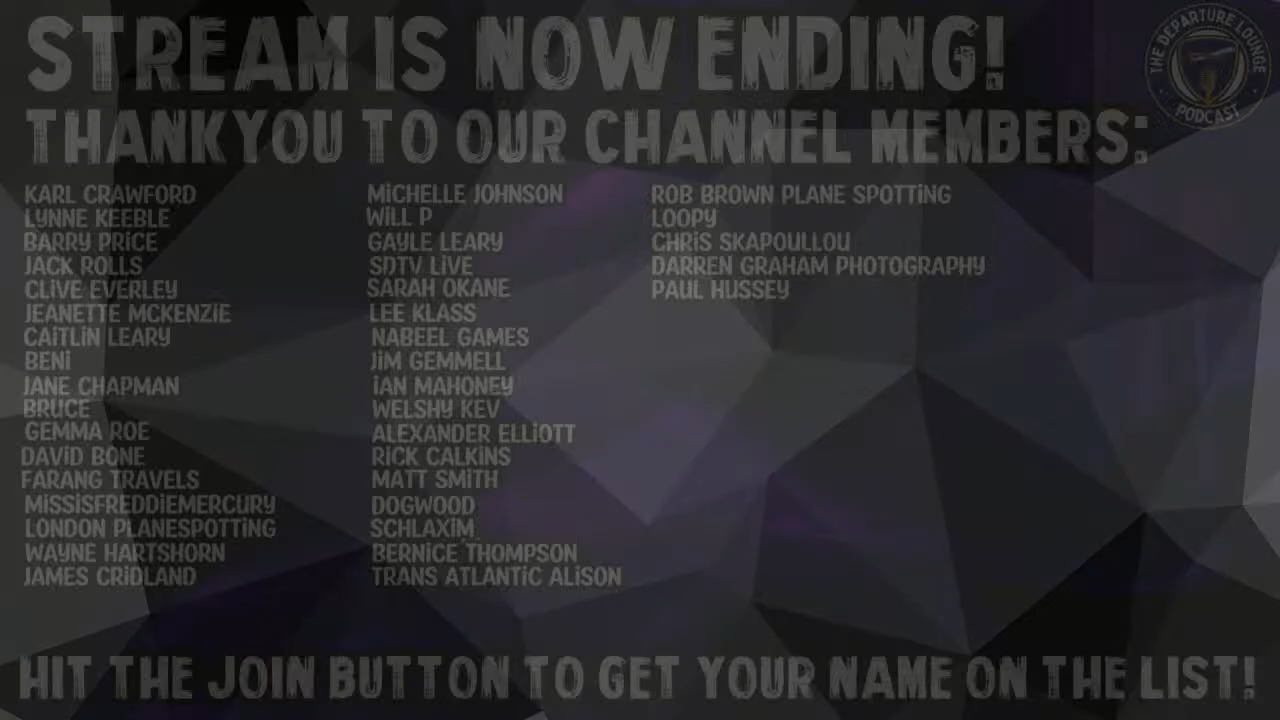 STREAM IS NOW ENDING!
THANKYOU TO OUR CHANNEL MEMBERS:
KARL CRAWFORD
LYNNE KEEBLE
BARRY PRICE
JACK ROLLS
CLIVE EVERLEY
JEANETTE MCKENZIE
CAITLIN LEARY
BENI
JANE CHAPMAN
BRUCE
GEMMA ROE
DAVID BONE
FARANG TRAVELS
MISSISFREDDIEMERCURY
LONDON PLANESPOTTING
WAYNE HARTSHORN
JAMES CRIDLAND
MICHELLE JOHNSON
WILL P
GAYLE LEARY
SDTV LIVE
SARAH OKANE
LEE KLASS
NABEEL GAMES
JIM GEMMELL
IAN MAHONEY
WELSHY KEV
ALEXANDER ELLIOTT
RICK CALKINS
MATT SMITH
DOGWOOD
SCHLAXIM
BERNICE THOMPSON
TRANS ATLANTIC ALISON
ROB BROWN PLANE SPOTTING
LOOPY
CHRIS SKAPOULLOU
DARREN GRAHAM PHOTOGRAPHY
PAUL HUSSEY
THE DEPARTURE LOUNGE
PODCAST
HIT THE JOIN BUTTON TO GET YOUR NAME ON THE LIST!